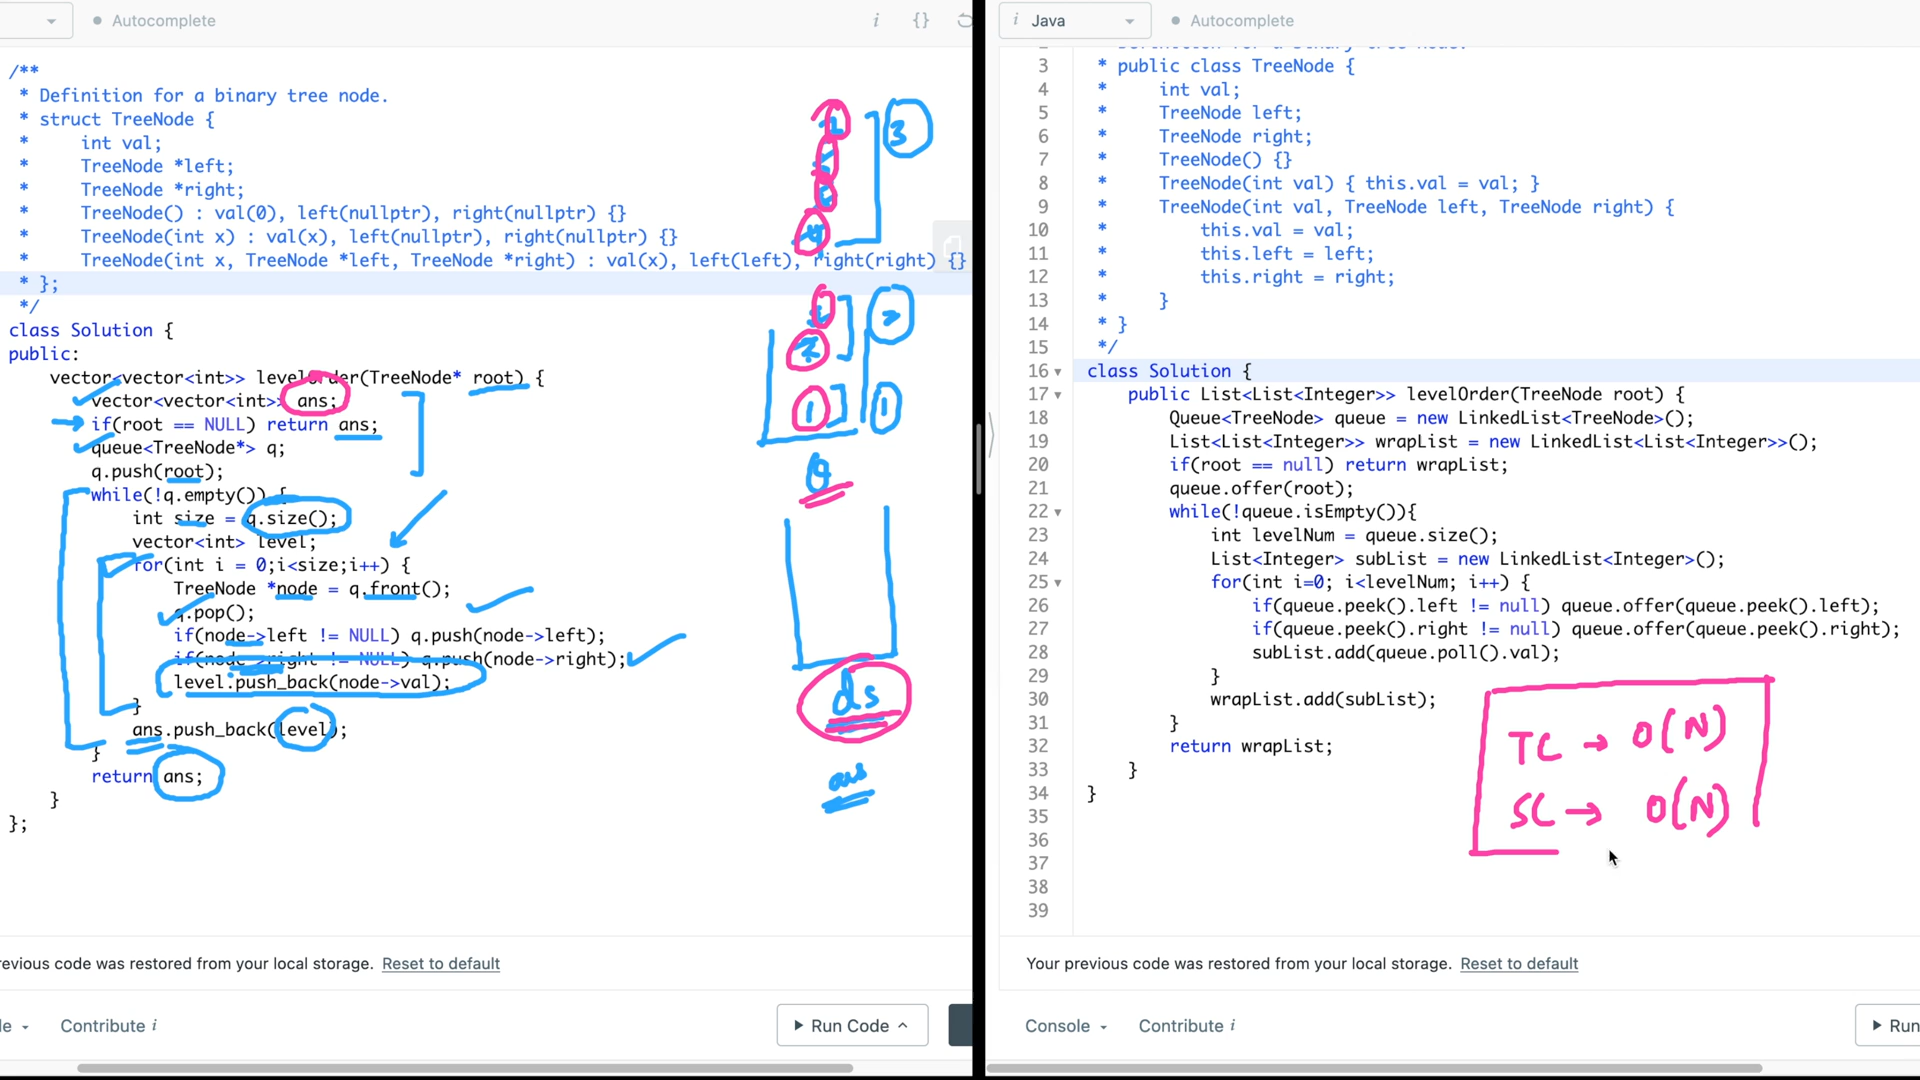 Autocomplete
i {}
/**
* Definition for a binary tree node.
* struct TreeNode {
*     int val;
*     TreeNode *left;
*     TreeNode *right;
*     TreeNode() : val(0), left(nullptr), right(nullptr) {}
*     TreeNode(int x) : val(x), left(nullptr), right(nullptr) {}
*     TreeNode(int x, TreeNode *left, TreeNode *right) : val(x), left(left), right(right) {}
* };
*/
class Solution {
public:
vector<vector<int>> levelOrder(TreeNode* root) {
vector<vector<int>> ans;
if(root == NULL) return ans;
queue<TreeNode*> q;
q.push(root);
while(!q.empty()) {
int size = q.size();
vector<int> level;
for(int i = 0;i<size;i++) {
TreeNode *node = q.front();
q.pop();
if(node->left != NULL) q.push(node->left);
if(node->right != NULL) q.push(node->right);
level.push_back(node->val);
}
ans.push_back(level);
}
return ans;
}
};
3
2
1
1
Q
ds
ans
revious code was restored from your local storage. Reset to default
le Contribute i
Run Code
i Java
Autocomplete
3 * public class TreeNode {
4 *     int val;
5 *     TreeNode left;
6 *     TreeNode right;
7 *     TreeNode() {}
8 *     TreeNode(int val) { this.val = val; }
9 *     TreeNode(int val, TreeNode left, TreeNode right) {
10 *         this.val = val;
11 *         this.left = left;
12 *         this.right = right;
13 *     }
14 * }
15 */
16 class Solution {
17 public List<List<Integer>> levelOrder(TreeNode root) {
18 Queue<TreeNode> queue = new LinkedList<TreeNode>();
19 List<List<Integer>> wrapList = new LinkedList<List<Integer>>();
20 if(root == null) return wrapList;
21 queue.offer(root);
22 while(!queue.isEmpty()){
23 int levelNum = queue.size();
24 List<Integer> subList = new LinkedList<Integer>();
25 for(int i=0; i<levelNum; i++) {
26 if(queue.peek().left != null) queue.offer(queue.peek().left);
27 if(queue.peek().right != null) queue.offer(queue.peek().right);
28 subList.add(queue.poll().val);
29 }
30 wrapList.add(subList);
31 }
32 return wrapList;
33 }
34 }
35
36
37
38
39
TC → O(N)
SC → O(N)
Your previous code was restored from your local storage. Reset to default
Console Contribute i
Run